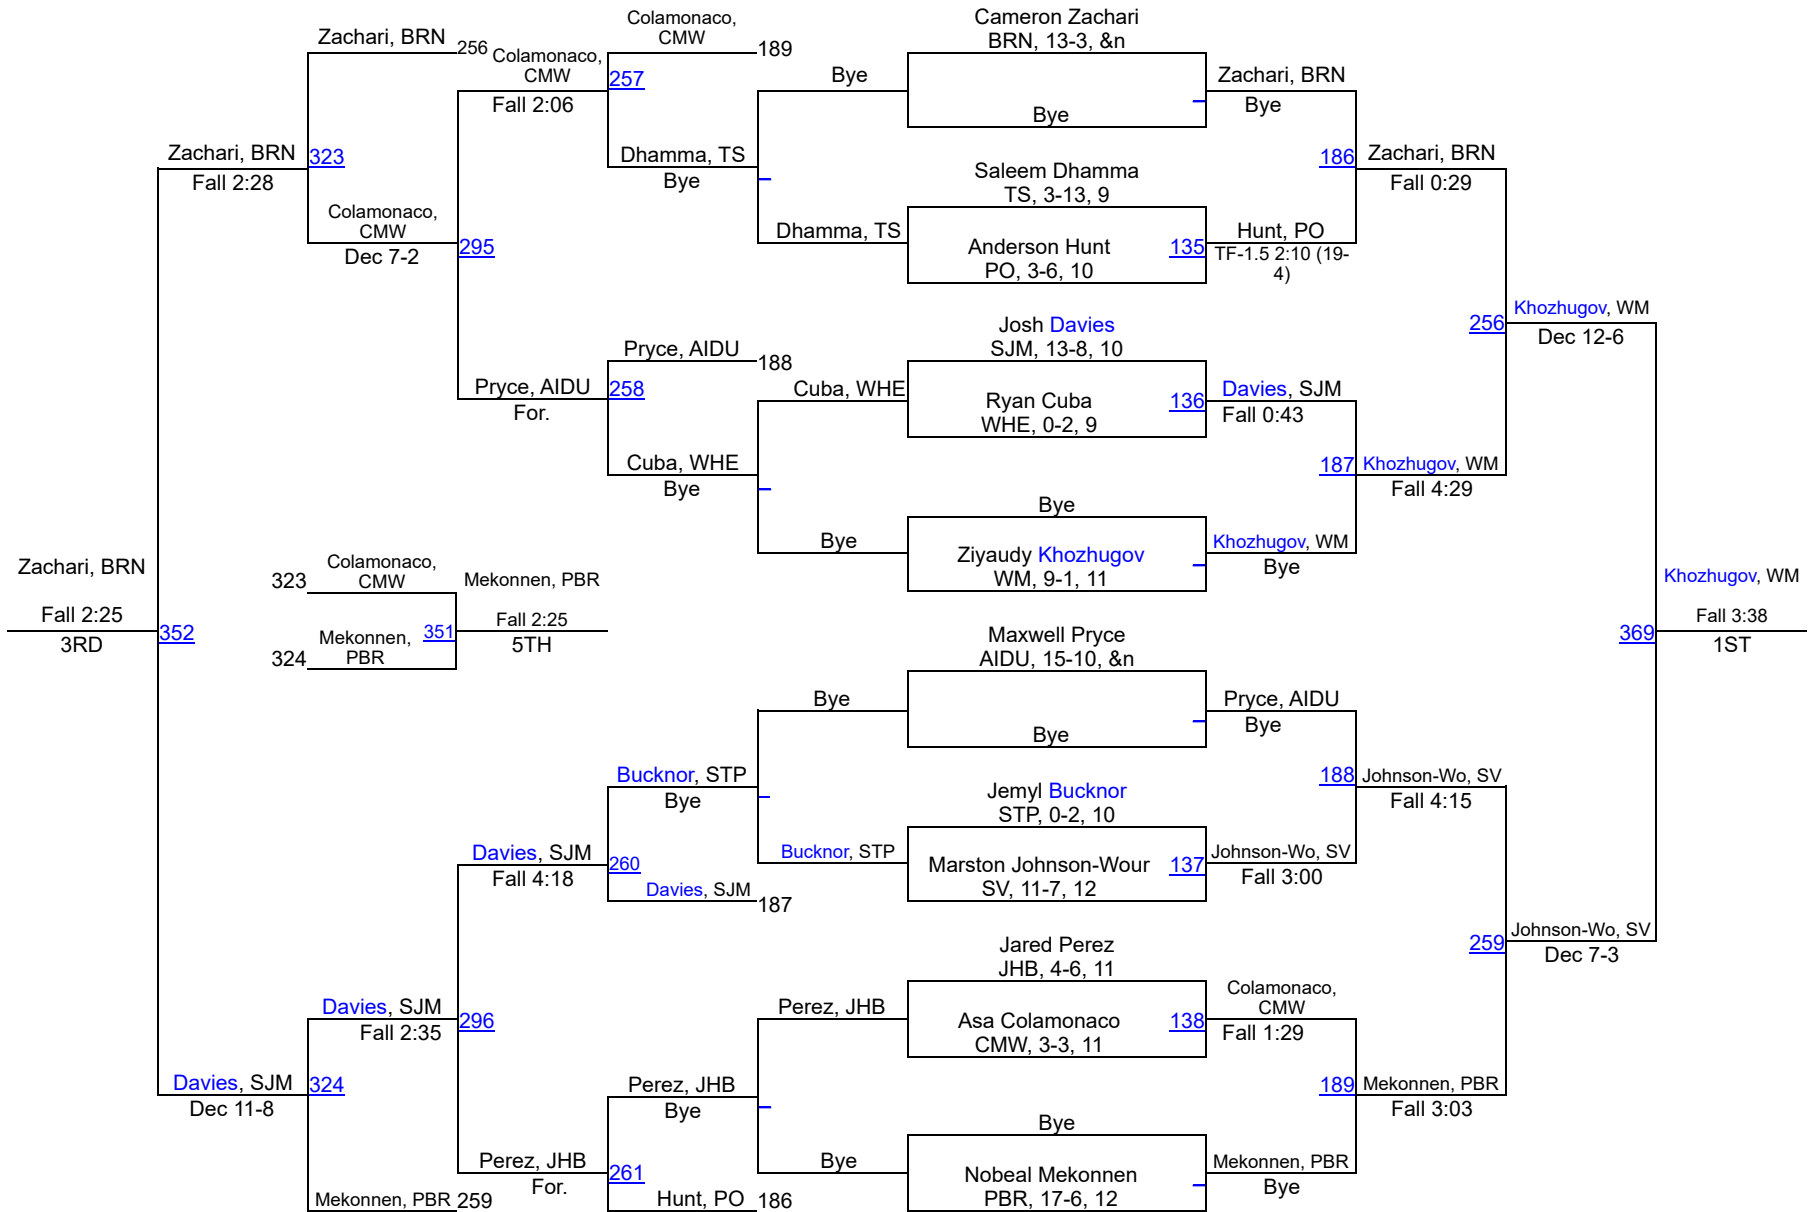 Zachari, BRN
256
Zachari, BRN
Fall 2:28
323
Colamonaco,
CMW
Dec 7-2
Colamonaco,
CMW
Fall 2:06
295
Pryce, AIDU
For.
Colamonaco,
CMW
189
257
Dhamma, TS
Bye
Pryce, AIDU
188
258
Cuba, WHE
Bye
Bye
Dhamma, TS
Cuba, WHE
Bye
Cameron Zachari
BRN, 13-3, &n
Bye
Saleem Dhamma
TS, 3-13, 9
Anderson Hunt
PO, 3-6, 10
135
Josh Davies
SJM, 13-8, 10
Ryan Cuba
WHE, 0-2, 9
136
Bye
Ziyaudy Khozhugov
WM, 9-1, 11
Zachari, BRN
Bye
186
Hunt, PO
TF-1.5 2:10 (19-
4)
Davies, SJM
Fall 0:43
187
Khozhugov, WM
Bye
Zachari, BRN
Fall 0:29
256
Khozhugov, WM
Fall 4:29
Khozhugov, WM
Dec 12-6
Zachari, BRN
Fall 2:25
3RD
352
323
Colamonaco,
CMW
324
Mekonnen,
PBR
351
Mekonnen, PBR
Fall 2:25
5TH
369
Khozhugov, WM
Fall 3:38
1ST
Maxwell Pryce
AIDU, 15-10, &n
Bye
Jemyl Bucknor
STP, 0-2, 10
Marston Johnson-Wour
SV, 11-7, 12
137
Jared Perez
JHB, 4-6, 11
Asa Colamonaco
CMW, 3-3, 11
138
Bye
Nobeal Mekonnen
PBR, 17-6, 12
Pryce, AIDU
Bye
188
Johnson-Wo, SV
Fall 3:00
Colamonaco,
CMW
Fall 1:29
189
Mekonnen, PBR
Bye
Johnson-Wo, SV
Fall 4:15
259
Mekonnen, PBR
Fall 3:03
Johnson-Wo, SV
Dec 7-3
Bye
Bucknor, STP
Perez, JHB
Bye
Bucknor, STP
Bye
260
Davies, SJM
187
Perez, JHB
Bye
261
Hunt, PO
186
Davies, SJM
Fall 4:18
296
Perez, JHB
For.
Davies, SJM
Fall 2:35
324
Mekonnen, PBR
259
Davies, SJM
Dec 11-8